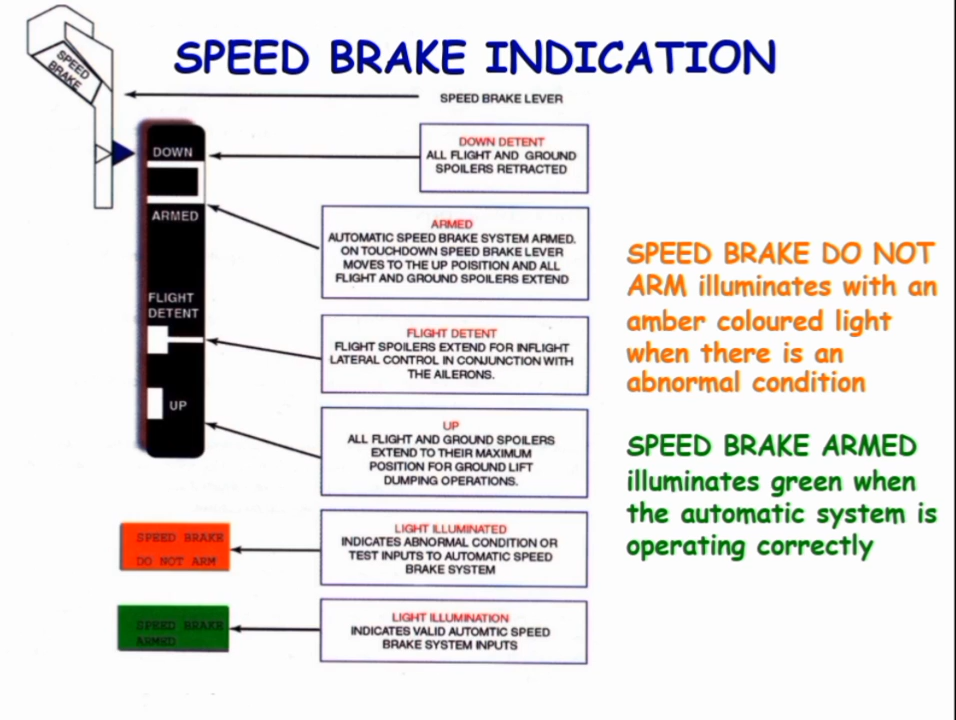 SPEED BRAKE INDICATION
SPEED
BRAKE
SPEED BRAKE LEVER
DOWN
DOWN DETENT
ALL FLIGHT AND GROUND
SPOILERS RETRACTED
ARMED
ARMED
AUTOMATIC SPEED BRAKE SYSTEM ARMED.
ON TOUCHDOWN SPEED BRAKE LEVER
MOVES TO THE UP POISITION AND ALL
FLIGHT AND GROUND SPOILERS EXTEND
FLIGHT
DETENT
FLIGHT DETENT
FLIGHT SPOILERS EXTEND FOR INFLIGHT
LATERAL CONTROL IN CONJUNCTION WITH
THE AILERONS.
UP
UP
ALL FLIGHT AND GROUND SPOILERS
EXTEND TO THEIR MAXIMUM
POSITION FOR GROUND LIFT
DUMPING OPERATIONS.
SPEED BRAKE
DO NOT ARM
LIGHT ILLUMINATED
INDICATES ABNORMAL CONDITION OR
TEST INPUTS TO AUTOMATIC SPEED
BRAKE SYSTEM
SPEED BRAKE
ARMED
LIGHT ILLUMINATION
INDICATES VALID AUTOMTIC SPEED
BRAKE SYSTEM INPUTS
SPEED BRAKE DO NOT
ARM illuminates with an
amber coloured light
when there is an
abnormal condition
SPEED BRAKE ARMED
illuminates green when
the automatic system is
operating correctly